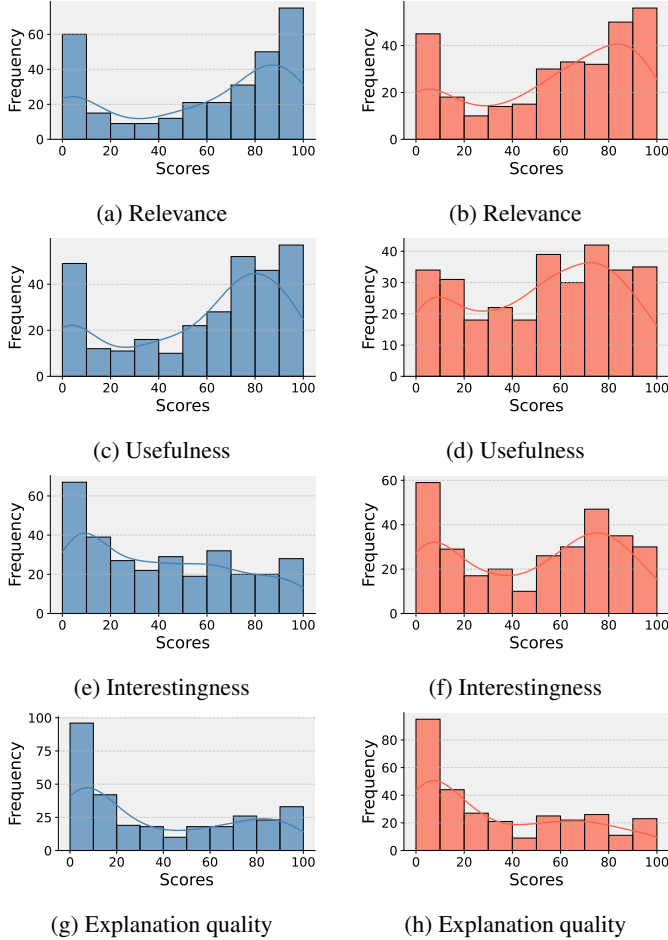 60
40
20
0
Frequency
0 20 40 60 80 100
Scores
(a) Relevance
40
20
0
Frequency
0 20 40 60 80 100
Scores
(b) Relevance
40
20
0
Frequency
0 20 40 60 80 100
Scores
(c) Usefulness
40
30
20
10
0
Frequency
0 20 40 60 80 100
Scores
(d) Usefulness
60
40
20
0
Frequency
0 20 40 60 80 100
Scores
(e) Interestingness
60
40
20
0
Frequency
0 20 40 60 80 100
Scores
(f) Interestingness
100
75
50
25
0
Frequency
0 20 40 60 80 100
Scores
(g) Explanation quality
80
60
40
20
0
Frequency
0 20 40 60 80 100
Scores
(h) Explanation quality